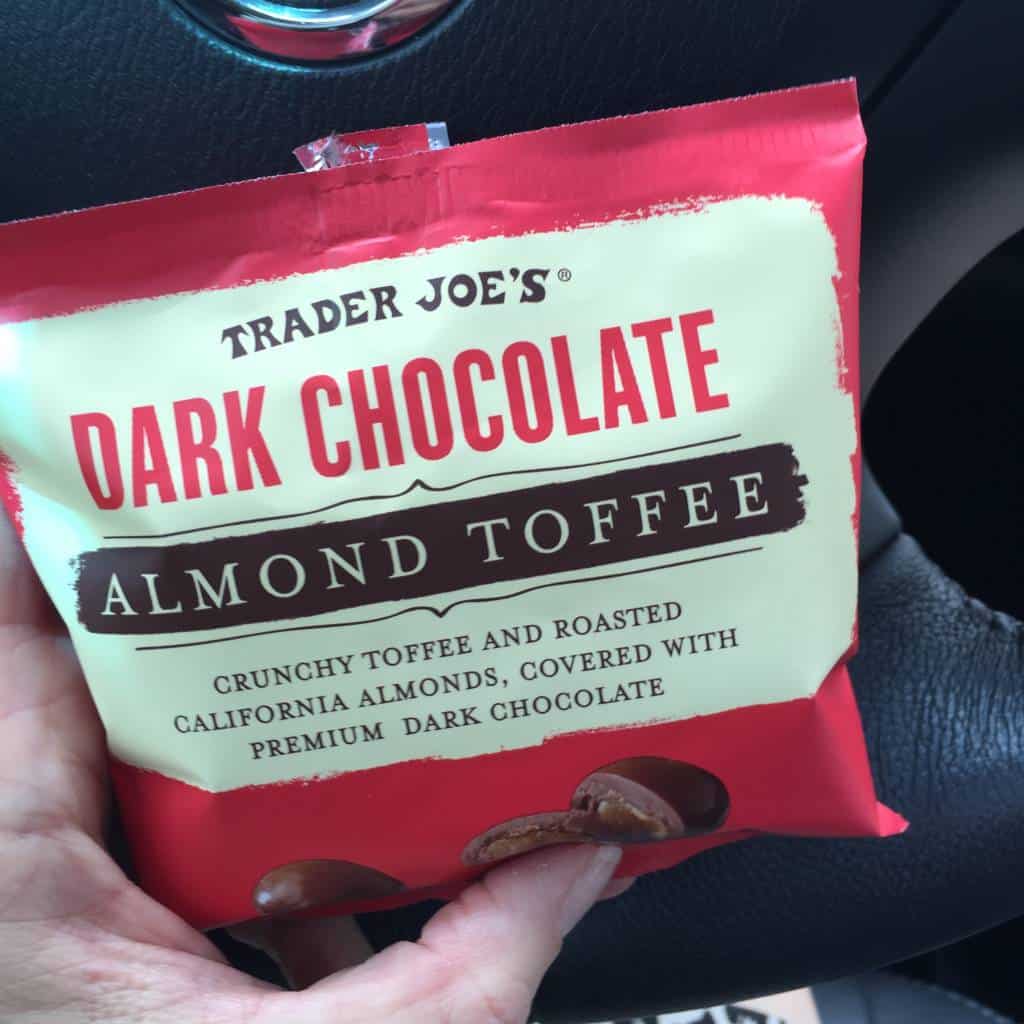 TRADER JOE'S®
DARK CHOCOLATE
ALMOND TOFFEE
CRUNCHY TOFFEE AND ROASTED
CALIFORNIA ALMONDS, COVERED WITH
PREMIUM DARK CHOCOLATE